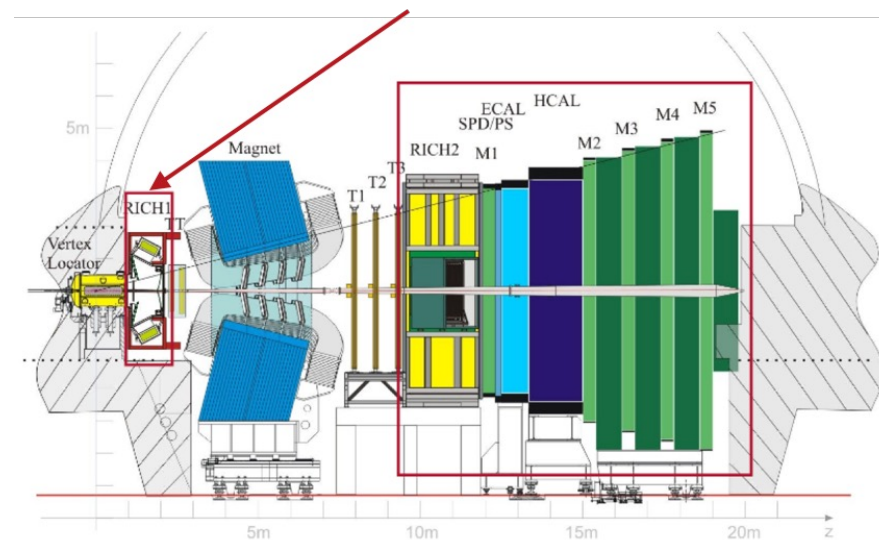 5m
Magnet
RICH1
TT
Vertex
Locator
T1
T2
T3
RICH2
M1
SPD/PS
ECAL
HCAL
M2
M3
M4
M5
5m
10m
15m
20m
z